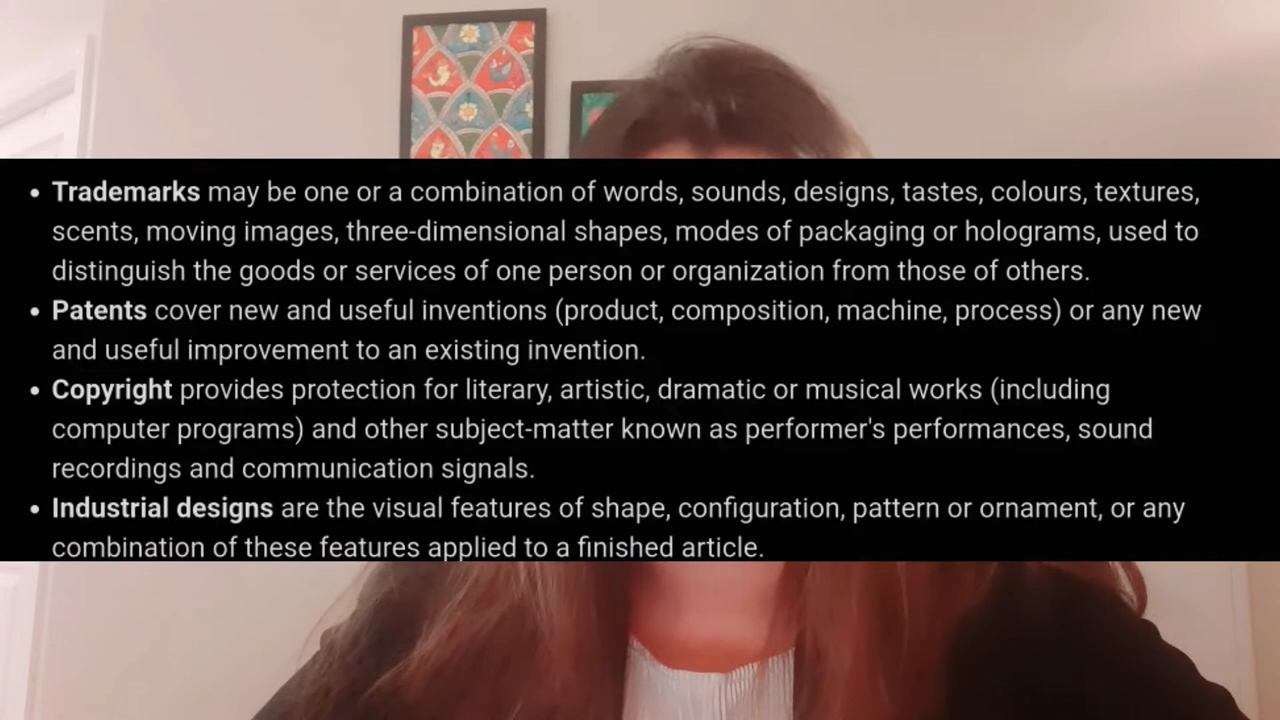 • Trademarks may be one or a combination of words, sounds, designs, tastes, colours, textures,
scents, moving images, three-dimensional shapes, modes of packaging or holograms, used to
distinguish the goods or services of one person or organization from those of others.
• Patents cover new and useful inventions (product, composition, machine, process) or any new
and useful improvement to an existing invention.
• Copyright provides protection for literary, artistic, dramatic or musical works (including
computer programs) and other subject-matter known as performer's performances, sound
recordings and communication signals.
• Industrial designs are the visual features of shape, configuration, pattern or ornament, or any
combination of these features applied to a finished article.